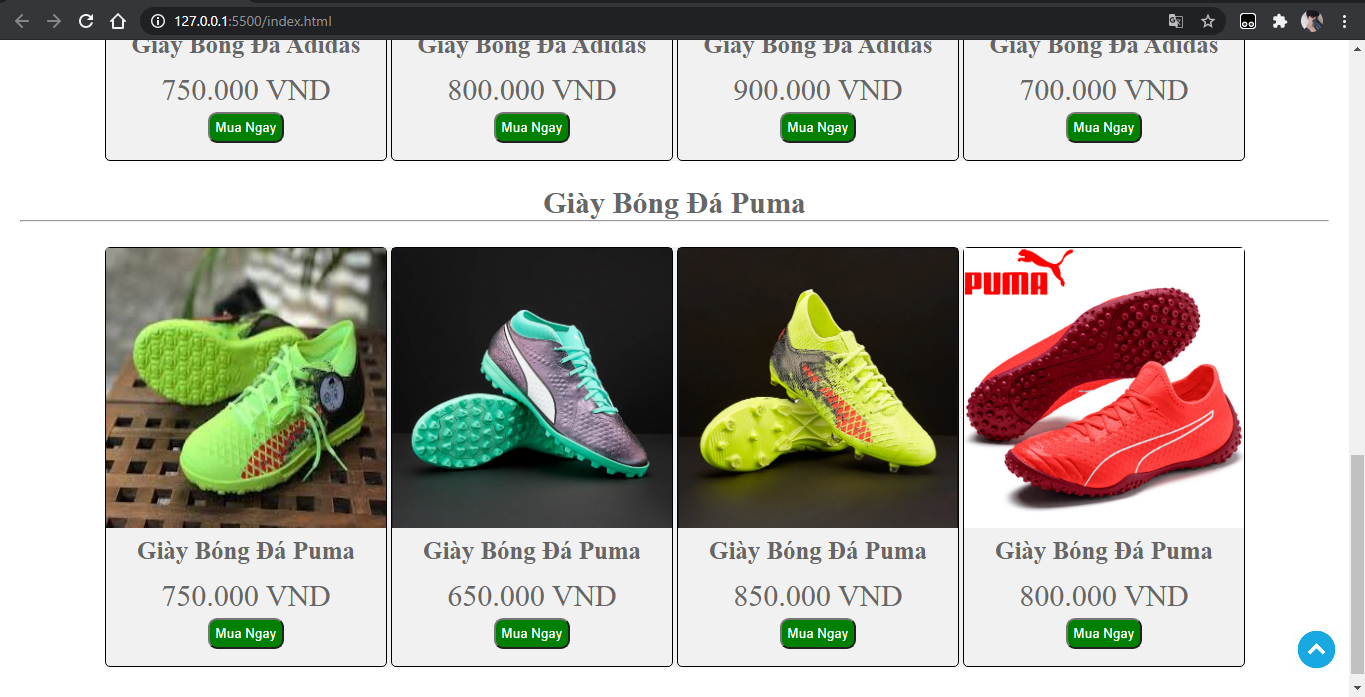 127.0.0.1:5500/index.html
Giày Bóng Đá Adidas Giày Bóng Đá Adidas Giày Bóng Đá Adidas Giày Bóng Đá Adidas
750.000 VND 800.000 VND 900.000 VND 700.000 VND
Mua Ngay Mua Ngay Mua Ngay Mua Ngay
Giày Bóng Đá Puma
PUMA
Giày Bóng Đá Puma Giày Bóng Đá Puma Giày Bóng Đá Puma Giày Bóng Đá Puma
750.000 VND 650.000 VND 850.000 VND 800.000 VND
Mua Ngay Mua Ngay Mua Ngay Mua Ngay